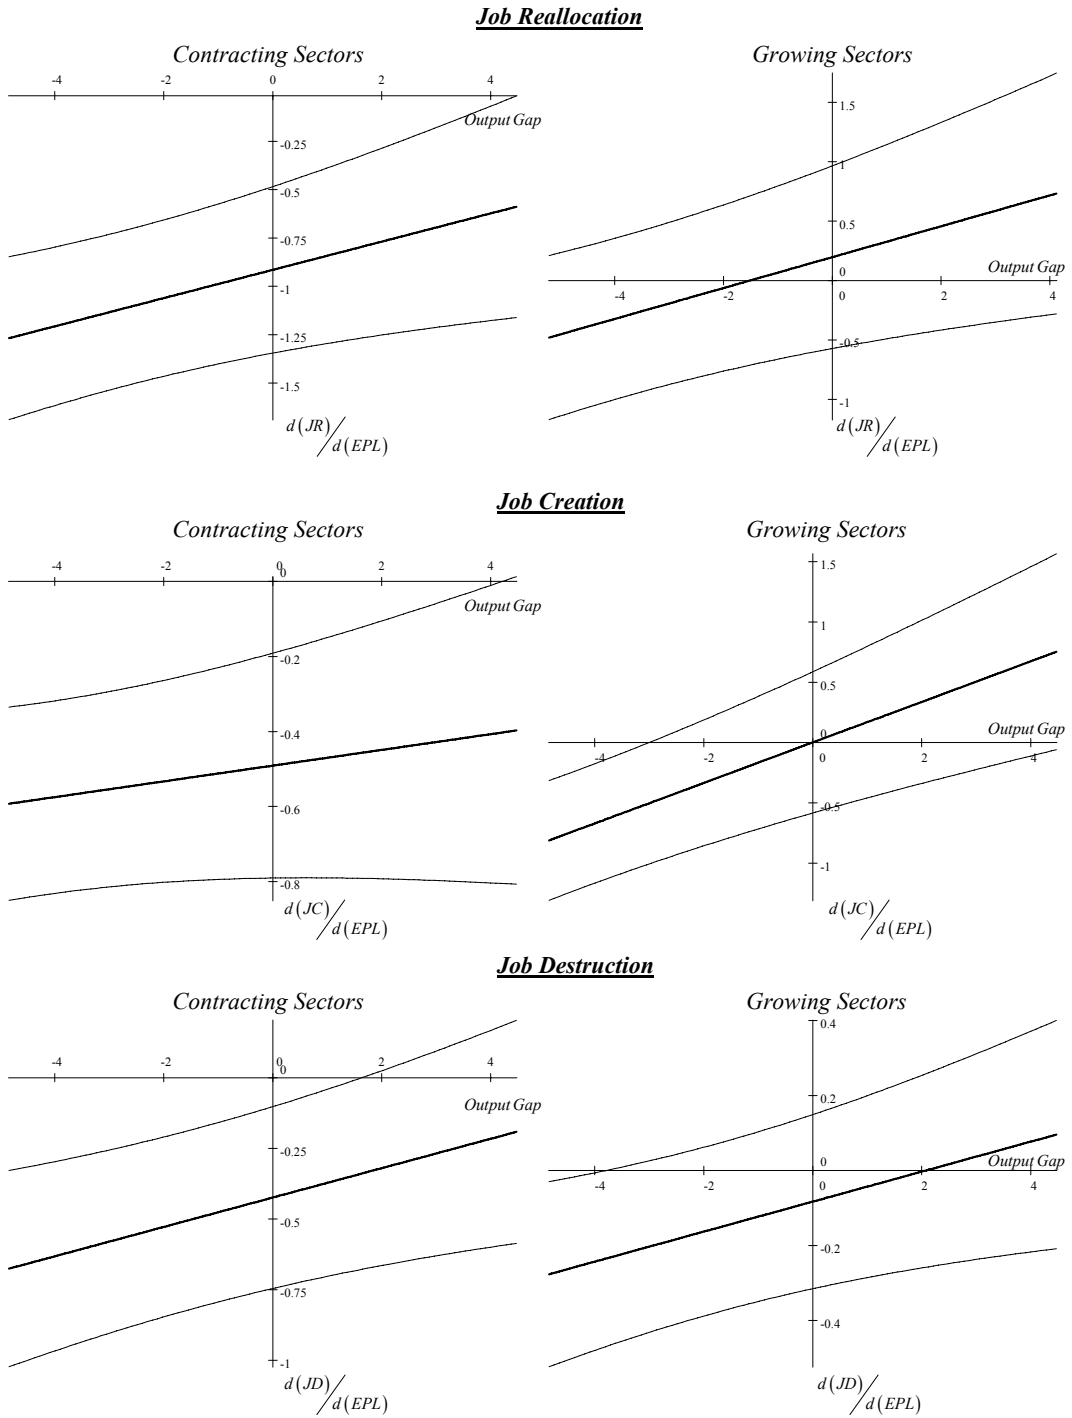 Job Reallocation
Contracting Sectors
-4 -2 0 2 4
Output Gap
-0.25
-0.5
-0.75
-1
-1.25
-1.5
d(JR)/d(EPL)
Growing Sectors
1.5
1
0.5
0
Output Gap
-4 -2 0 2 4
-0.5
-1
d(JR)/d(EPL)
Job Creation
Contracting Sectors
-4 -2 0 2 4
0
Output Gap
-0.2
-0.4
-0.6
-0.8
d(JC)/d(EPL)
Growing Sectors
1.5
1
0.5
0
Output Gap
-4 -2 0 2 4
-0.5
-1
d(JC)/d(EPL)
Job Destruction
Contracting Sectors
-4 -2 0 2 4
0
Output Gap
-0.25
-0.5
-0.75
-1
d(JD)/d(EPL)
Growing Sectors
0.4
0.2
0
Output Gap
-4 -2 0 2 4
-0.2
-0.4
d(JD)/d(EPL)